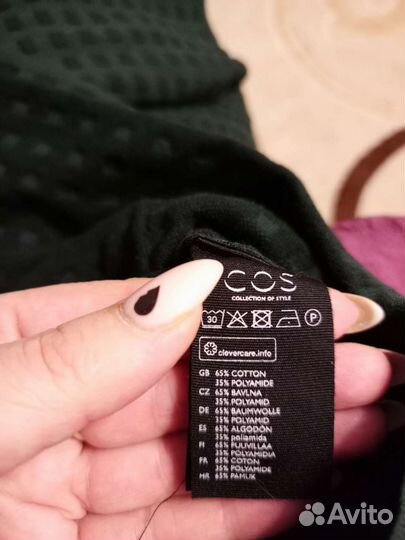 COS
COLLECTION OF STYLE
30 P
clevercare.info
GB 65% COTTON
35% POLYAMIDE
CZ 65% BAVLNA
35% POLYAMID
DE 65% BAUMWOLLE
35% POLYAMID
ES 65% ALGODÓN
35% poliamida
FI 65% PUUVILLAA
35% POLYAMIDIA
FR 65% COTON
35% POLYAMIDE
HR 65% PAMUK
Avito